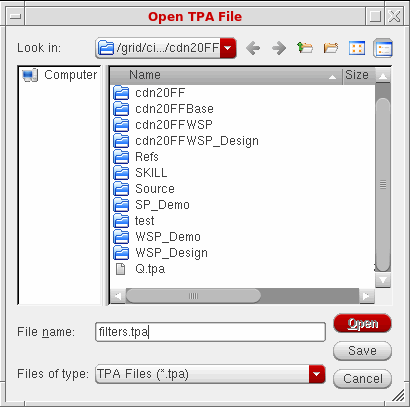 Open TPA File
Look in: /grid/ci.../cdn20FF
Computer
Name Size
cdn20FF
cdn20FFBase
cdn20FFWSP
cdn20FFWSP_Design
Refs
SKILL
Source
SP_Demo
test
WSP_Demo
WSP_Design
Q.tpa
File name: filters.tpa
Open
Save
Files of type: TPA Files (*.tpa)
Cancel